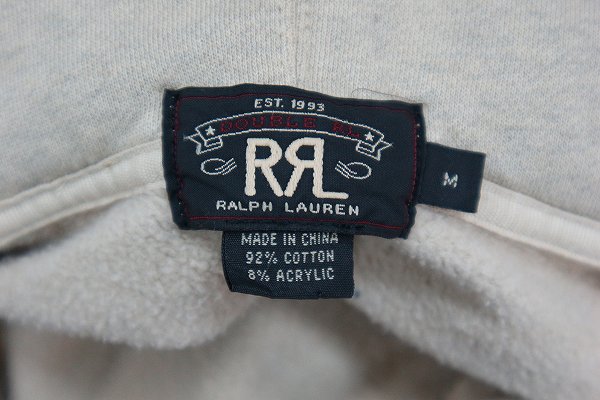 EST. 1993
DOUBLE RL
RRL
RALPH LAUREN
M
MADE IN CHINA
92% COTTON
8% ACRYLIC